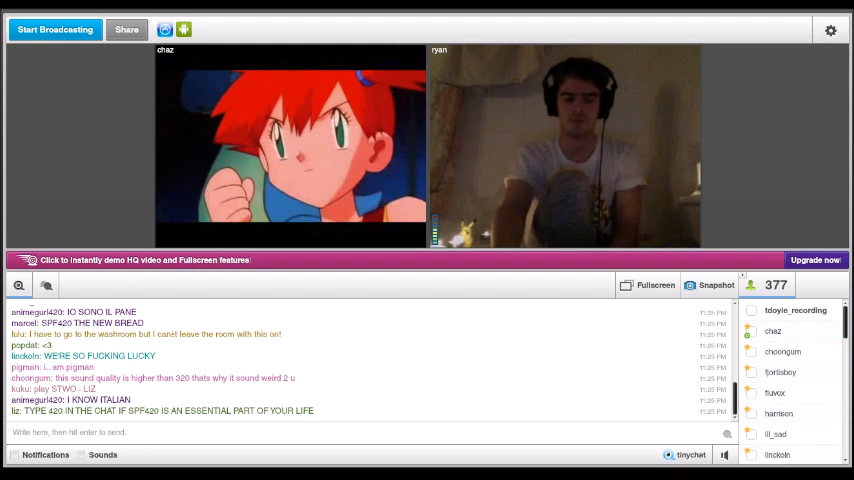 Start Broadcasting
Share
chaz
ryan
Click to instantly demo HQ video and Fullscreen features!
Upgrade now!
Fullscreen
Snapshot
377
animegurl420: IO SONO IL PANE 11:25 PM
marcel: SPF420 THE NEW BREAD 11:25 PM
lulu: I have to go to the washroom but I can't leave the room with this on! 11:25 PM
popdat: <3 11:25 PM
linckoln: WE'RE SO FUCKING LUCKY 11:25 PM
pigman: i.. am pigman 11:25 PM
choongum: this sound quality is higher than 320 thats why it sound weird 2 u 11:25 PM
kuku: play STWO - LIZ 11:25 PM
animegurl420: I KNOW ITALIAN 11:25 PM
liz: TYPE 420 IN THE CHAT IF SPF420 IS AN ESSENTIAL PART OF YOUR LIFE 11:25 PM
Write here, then hit enter to send.
Notifications
Sounds
tinychat
tdoyle_recording
chaz
choongum
fjortisboy
fluvox
harrison
lil_sad
linckoln